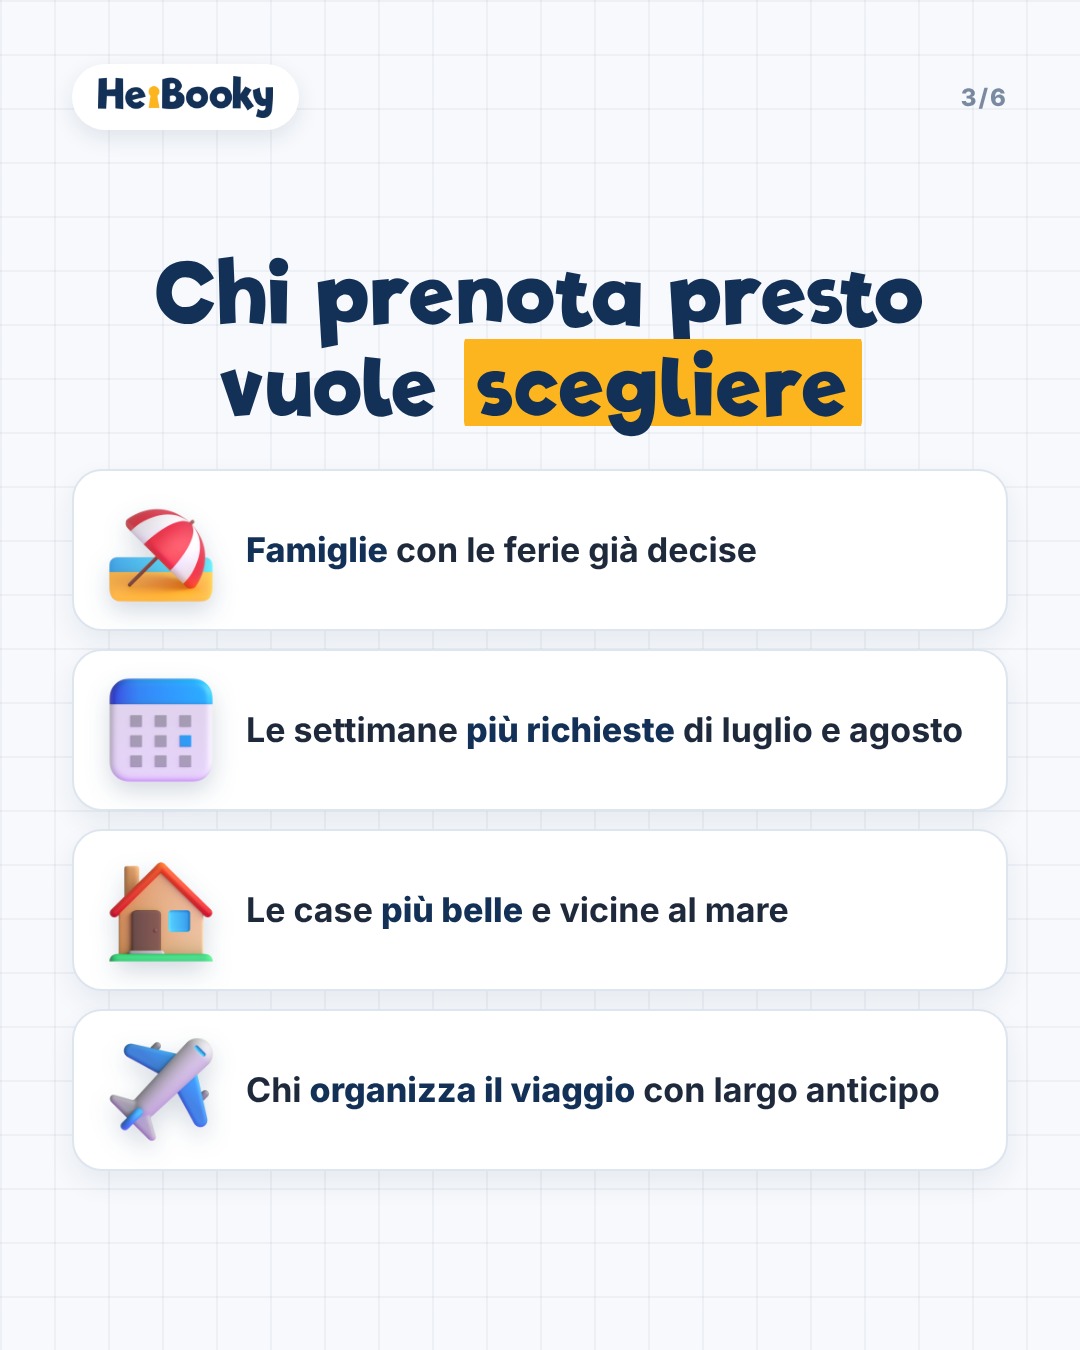 HeiBooky
3/6
Chi prenota presto
vuole scegliere
Famiglie con le ferie già decise
Le settimane più richieste di luglio e agosto
Le case più belle e vicine al mare
Chi organizza il viaggio con largo anticipo